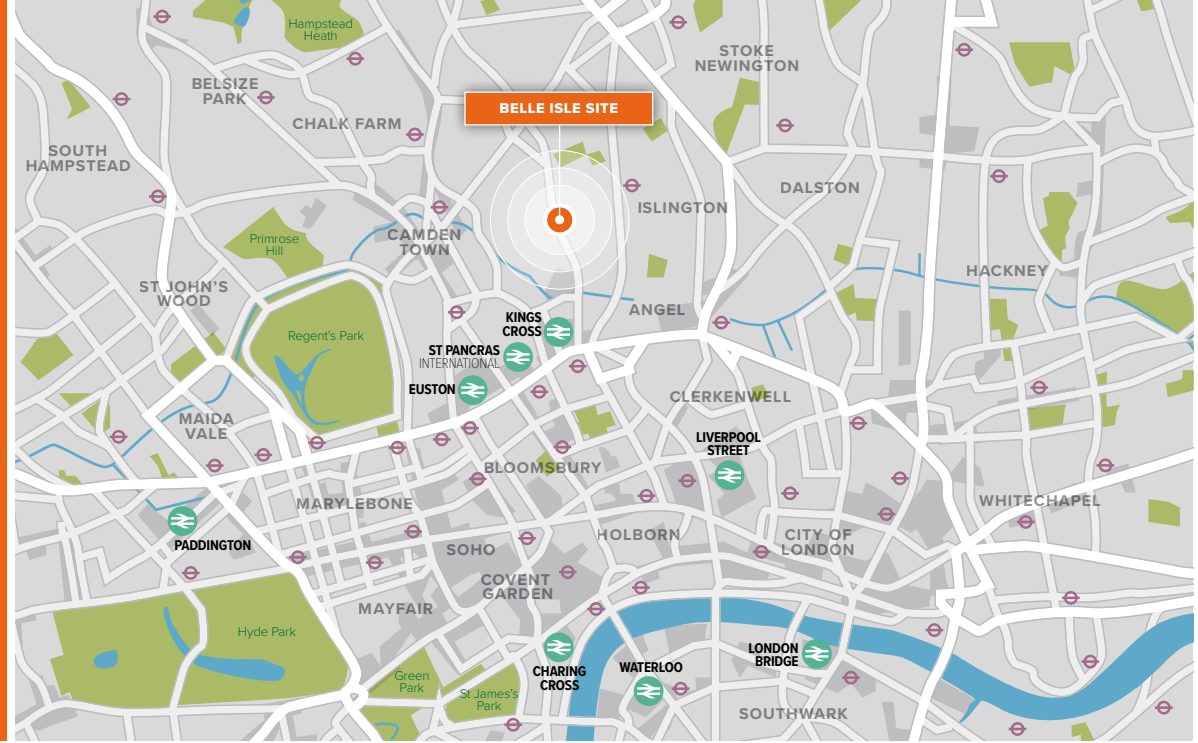 Hampstead
Heath
STOKE
NEWINGTON
BELSIZE
PARK
BELLE ISLE SITE
CHALK FARM
SOUTH
HAMPSTEAD
DALSTON
ISLINGTON
Primrose
Hill
CAMDEN
TOWN
HACKNEY
ST JOHN'S
WOOD
ANGEL
KINGS
CROSS
Regent's Park
ST PANCRAS
INTERNATIONAL
EUSTON
CLERKENWELL
MAIDA
VALE
LIVERPOOL
STREET
BLOOMSBURY
MARYLEBONE
WHITECHAPEL
PADDINGTON
SOHO
HOLBORN
CITY OF
LONDON
COVENT
GARDEN
MAYFAIR
Hyde Park
LONDON
BRIDGE
CHARING
CROSS
WATERLOO
Green
Park
St James's
Park
SOUTHWARK